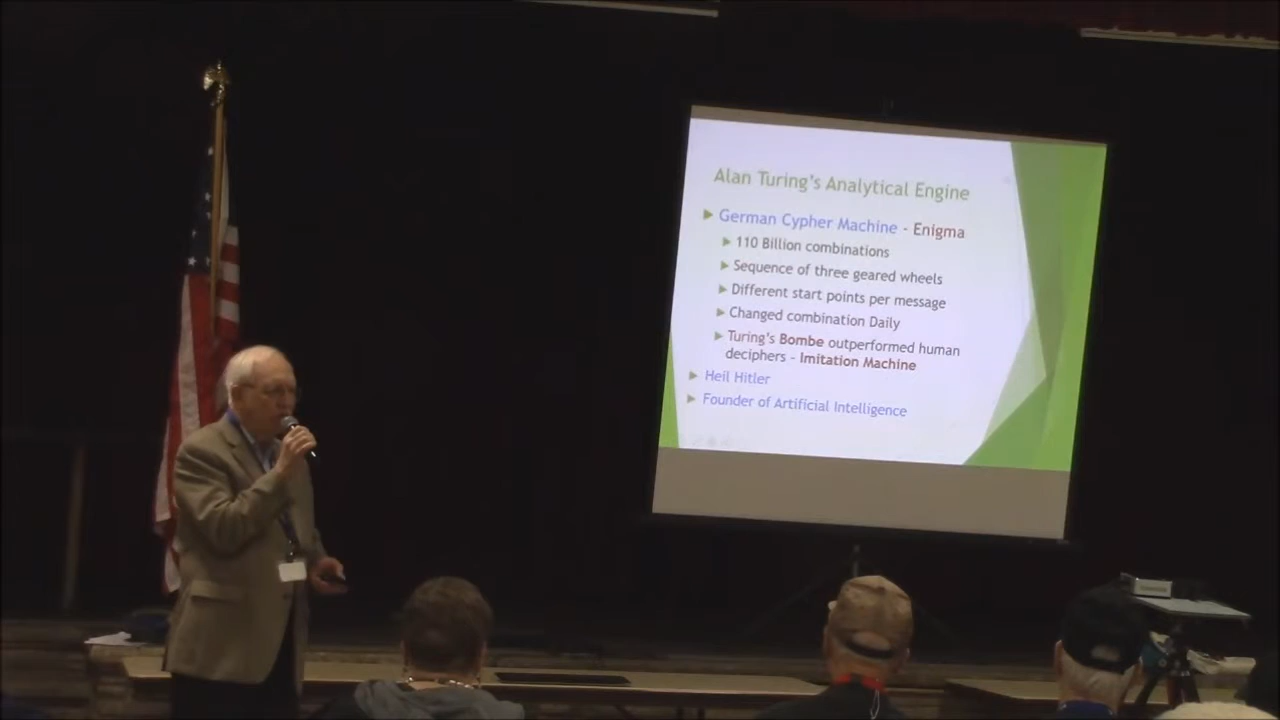 Alan Turing's Analytical Engine
German Cypher Machine - Enigma
110 Billion combinations
Sequence of three geared wheels
Different start points per message
Changed combination Daily
Turing's Bombe outperformed human
deciphers - Imitation Machine
Heil Hitler
Founder of Artificial Intelligence